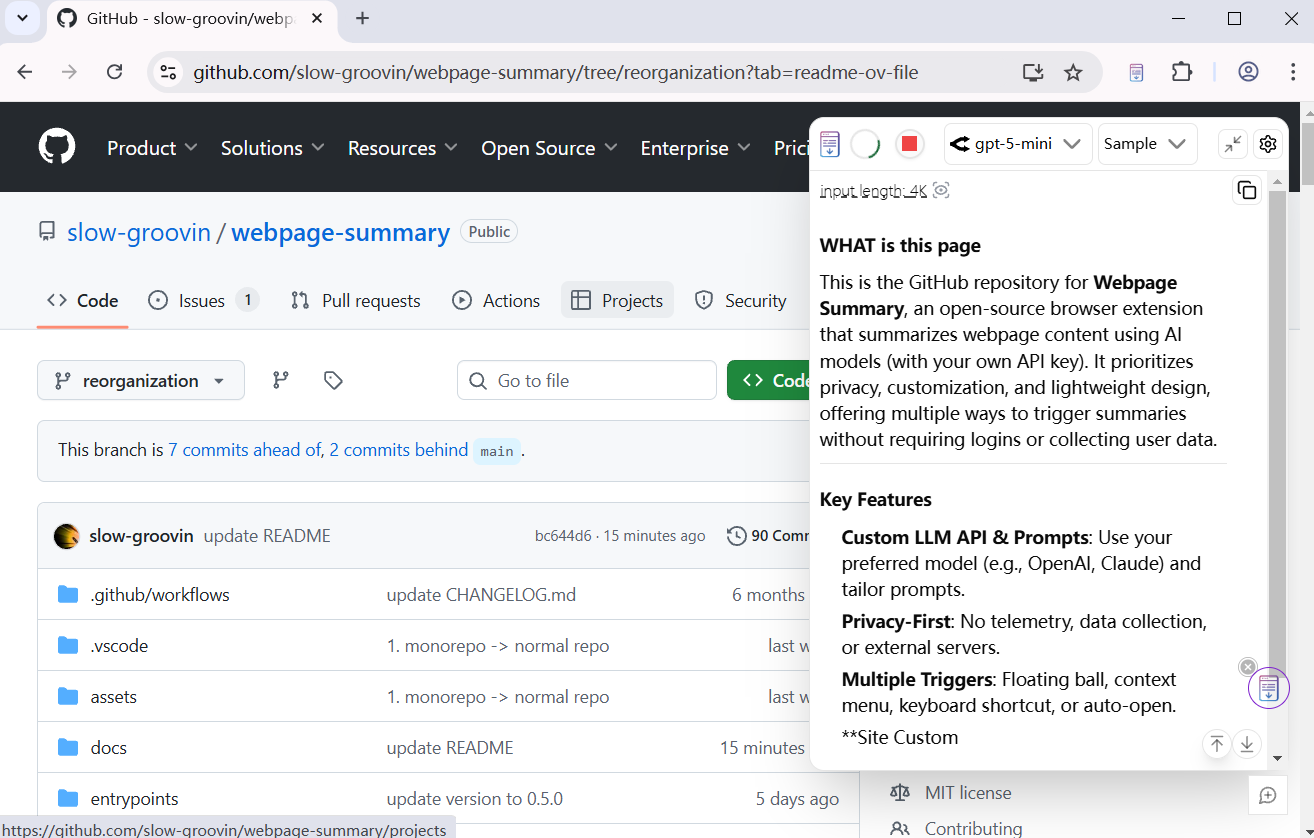 GitHub - slow-groovin/webp
github.com/slow-groovin/webpage-summary/tree/reorganization?tab=readme-ov-file
Product Solutions Resources Open Source Enterprise Prici
slow-groovin / webpage-summary Public
Code Issues 1 Pull requests Actions Projects Security
reorganization Go to file Code
This branch is 7 commits ahead of, 2 commits behind main .
slow-groovin update README bc644d6 · 15 minutes ago 90 Comm
.github/workflows update CHANGELOG.md 6 months
.vscode 1. monorepo -> normal repo last w
assets 1. monorepo -> normal repo last w
docs update README 15 minutes
entrypoints update version to 0.5.0 5 days ago
https://github.com/slow-groovin/webpage-summary/projects
gpt-5-mini Sample
input length: 4K
WHAT is this page
This is the GitHub repository for Webpage
Summary, an open-source browser extension
that summarizes webpage content using AI
models (with your own API key). It prioritizes
privacy, customization, and lightweight design,
offering multiple ways to trigger summaries
without requiring logins or collecting user data.
Key Features
Custom LLM API & Prompts: Use your
preferred model (e.g., OpenAI, Claude) and
tailor prompts.
Privacy-First: No telemetry, data collection,
or external servers.
Multiple Triggers: Floating ball, context
menu, keyboard shortcut, or auto-open.
**Site Custom
MIT license
Contributing